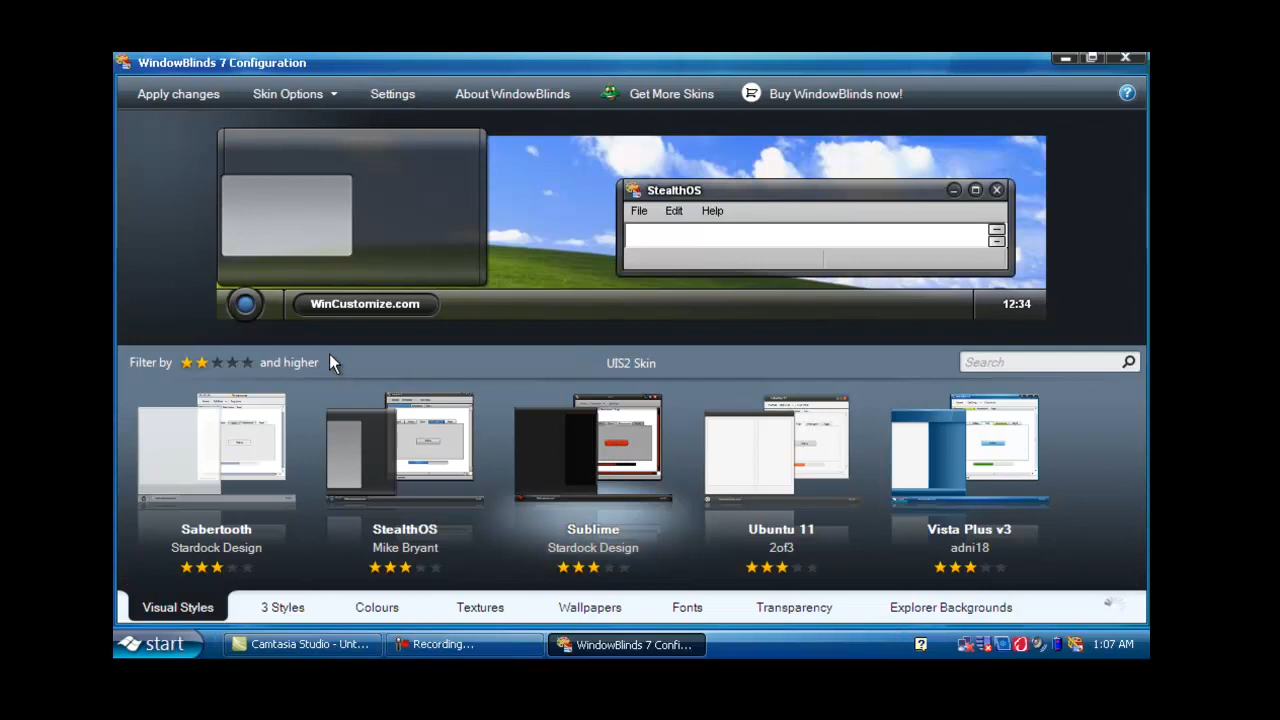 WindowBlinds 7 Configuration
Apply changes Skin Options Settings About WindowBlinds Get More Skins Buy WindowBlinds now! ?
StealthOS
File Edit Help
WinCustomize.com 12:34
Filter by and higher UIS2 Skin Search
Sabertooth StealthOS Sublime Ubuntu 11 Vista Plus v3
Stardock Design Mike Bryant Stardock Design 2of3 adni18
Visual Styles 3 Styles Colours Textures Wallpapers Fonts Transparency Explorer Backgrounds
start Camtasia Studio - Unt... Recording... WindowBlinds 7 Confi... ? 1:07 AM